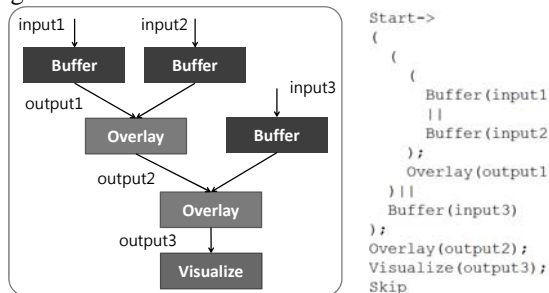 input1
input2
Buffer
Buffer
input3
output1
Overlay
Buffer
output2
Overlay
output3
Visualize
Start->
(
(
(
Buffer(input1
||
Buffer(input2
);
Overlay(output1
)||
Buffer(input3)
);
Overlay(output2);
Visualize(output3);
Skip